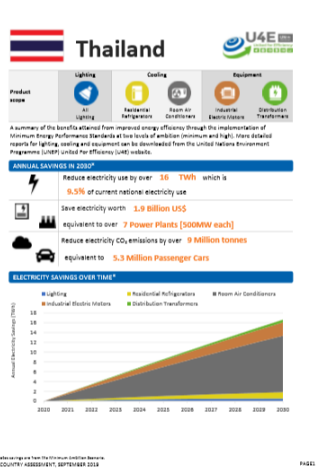 Thailand
U4E
Product scope
Lighting
Cooling
Equipment
All Lighting
Residential Refrigerators
Room Air Conditioners
Industrial Electric Motors
Distribution Transformers
A summary of the benefits attained from improved energy efficiency through the implementation of
Minimum Energy Performance Standards at two levels of ambition (minimum and high). More detailed
reports for lighting, cooling and equipment can be downloaded from the United Nations Environment
Programme (UNEP) United For Efficiency (U4E) website.
ANNUAL SAVINGS IN 2030*
Reduce electricity use by over 16 TWh which is
9.5% of current national electricity use
Save electricity worth 1.9 Billion US$
equivalent to over 7 Power Plants [500MW each]
Reduce electricity CO₂ emissions by over 9 Million tonnes
equivalent to 5.3 Million Passenger Cars
ELECTRICITY SAVINGS OVER TIME*
Lighting
Residential Refrigerators
Room Air Conditioners
Industrial Electric Motors
Distribution Transformers
Annual Electricity Savings (TWh)
18
16
14
12
10
8
6
4
2
0
2020 2021 2022 2023 2024 2025 2026 2027 2028 2029 2030
savings are from the Minimum Ambition Scenario.
COUNTRY ASSESSMENT, SEPTEMBER 2016
PAGE1